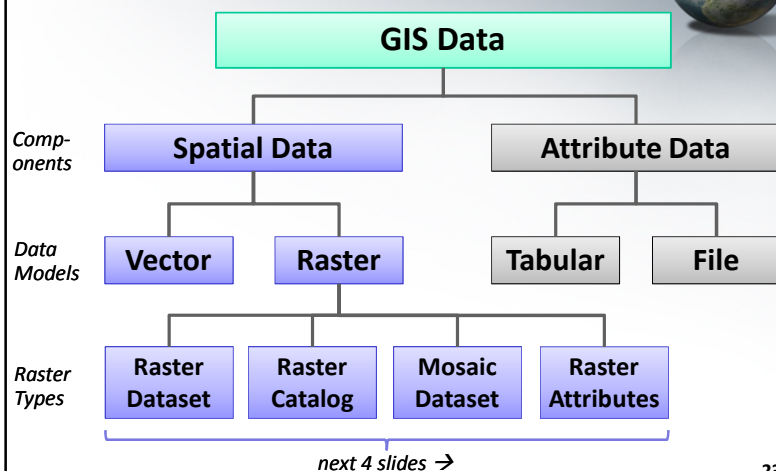 GIS Data
Comp-
onents
Spatial Data
Attribute Data
Data
Models
Vector
Raster
Tabular
File
Raster
Types
Raster
Dataset
Raster
Catalog
Mosaic
Dataset
Raster
Attributes
next 4 slides →